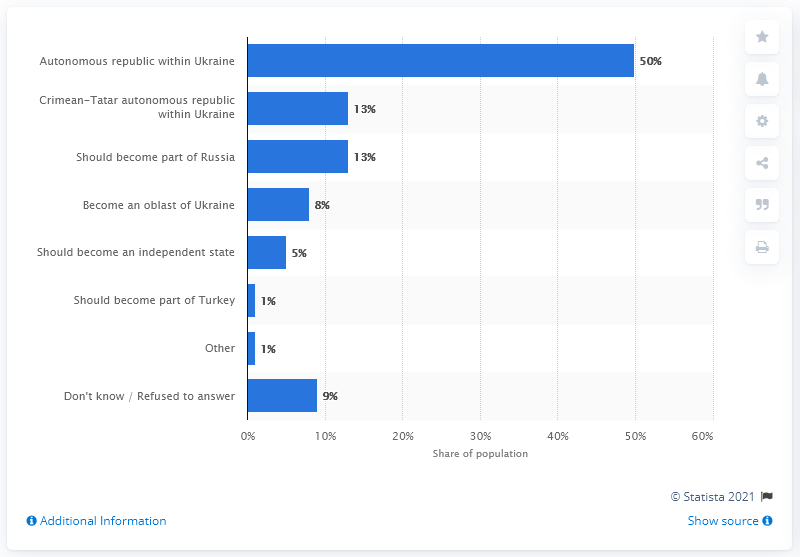 Autonomous republic within Ukraine 50%
Crimean-Tatar autonomous republic
within Ukraine 13%
Should become part of Russia 13%
Become an oblast of Ukraine 8%
Should become an independent state 5%
Should become part of Turkey 1%
Other 1%
Don't know / Refused to answer 9%
0% 10% 20% 30% 40% 50% 60%
Share of population
© Statista 2021
Additional Information Show source